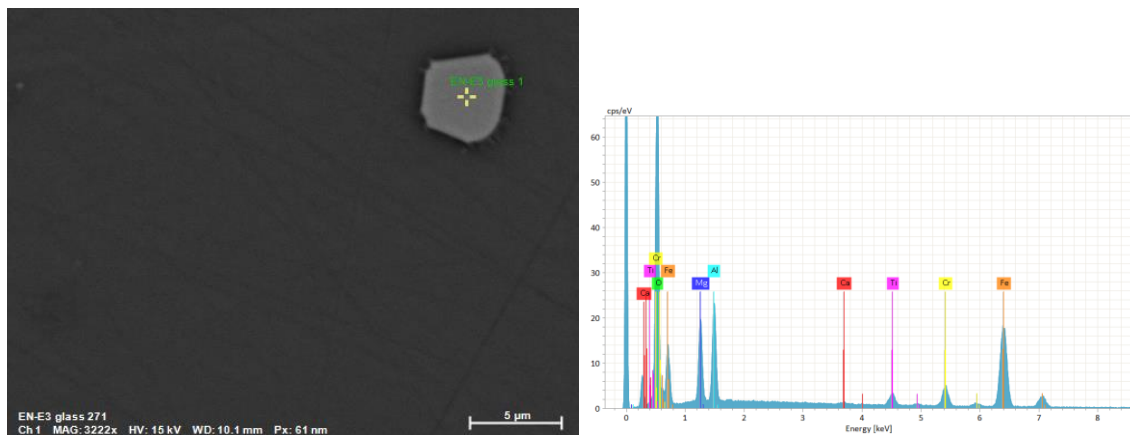 EN-E3 glass 1
EN-E3 glass 271
Ch 1 MAG: 3222x HV: 15 kV WD: 10.1 mm Px: 61 nm
5 µm
cps/eV
60
50
40
30
20
10
0
Cr
Ti Fe
Ca O
Mg
Al
Ca
Ti
Cr
Fe
0 1 2 3 4 5 6 7 8
Energy [keV]